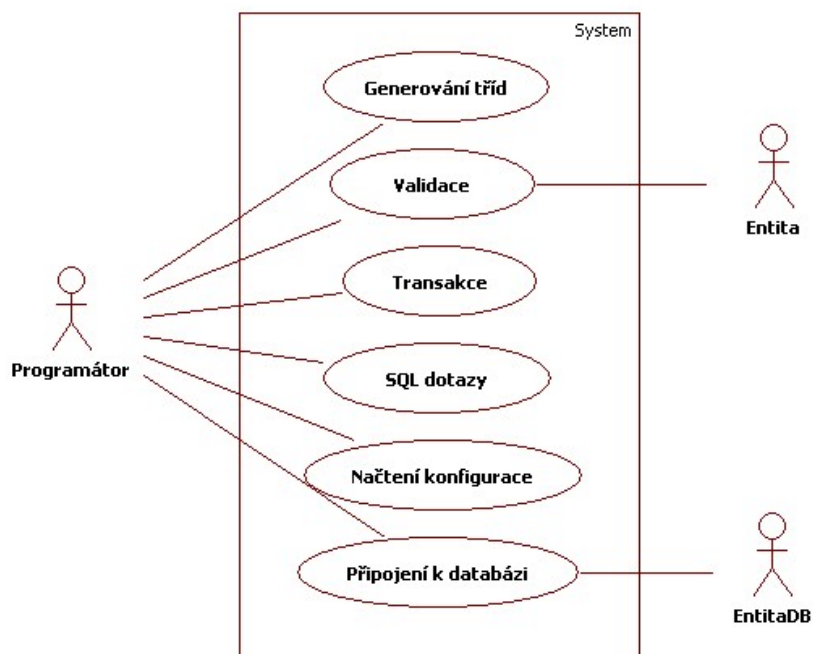 System
Generování tříd
Validace
Entita
Transakce
Programátor
SQL dotazy
Načtení konfigurace
Připojení k databázi
EntitaDB